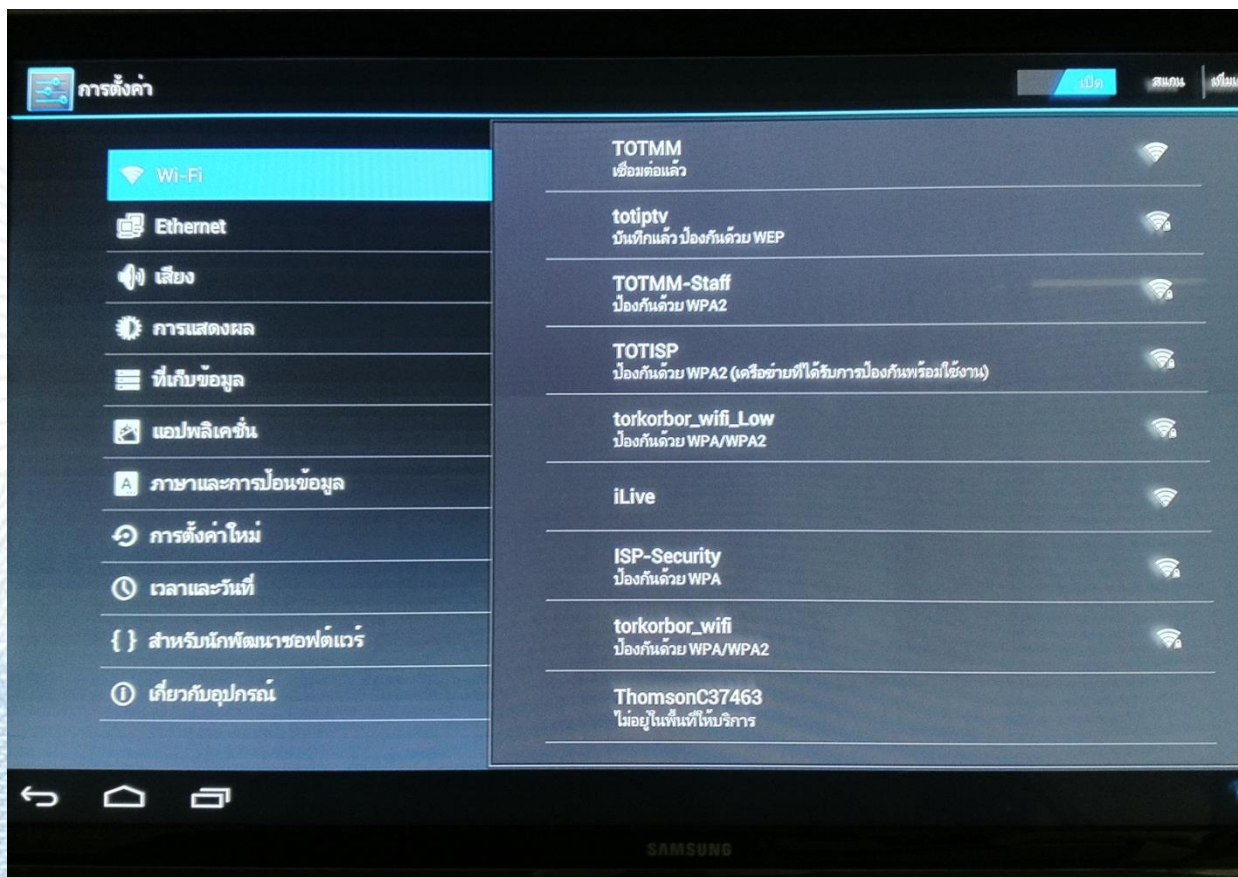 การตั้งค่า
เปิด
สแกน
Wi-Fi
Ethernet
เสียง
การแสดงผล
ที่เก็บข้อมูล
แอปพลิเคชั่น
ภาษาและการป้อนข้อมูล
การตั้งค่าใหม่
เวลาและวันที่
{ } สำหรับนักพัฒนาซอฟต์แวร์
เกี่ยวกับอุปกรณ์
TOTMM
เชื่อมต่อแล้ว
totiptv
บันทึกแล้ว ป้องกันด้วย WEP
TOTMM-Staff
ป้องกันด้วย WPA2
TOTISP
ป้องกันด้วย WPA2 (เครือข่ายที่ได้รับการป้องกันพร้อมใช้งาน)
torkorbor_wifi_Low
ป้องกันด้วย WPA/WPA2
iLive
ISP-Security
ป้องกันด้วย WPA
torkorbor_wifi
ป้องกันด้วย WPA/WPA2
ThomsonC37463
ไม่อยู่ในพื้นที่ให้บริการ
SAMSUNG